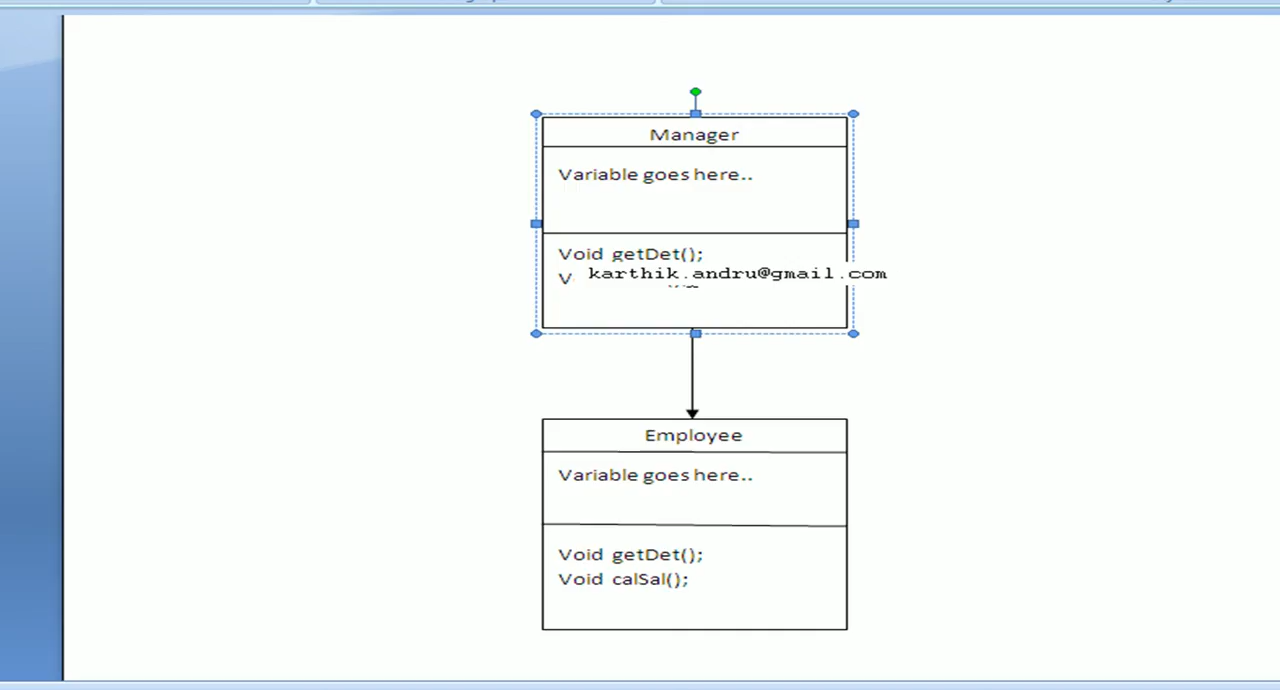 Manager
Variable goes here..
Void getDet();
karthik.andru@gmail.com
Employee
Variable goes here..
Void getDet();
Void calSal();